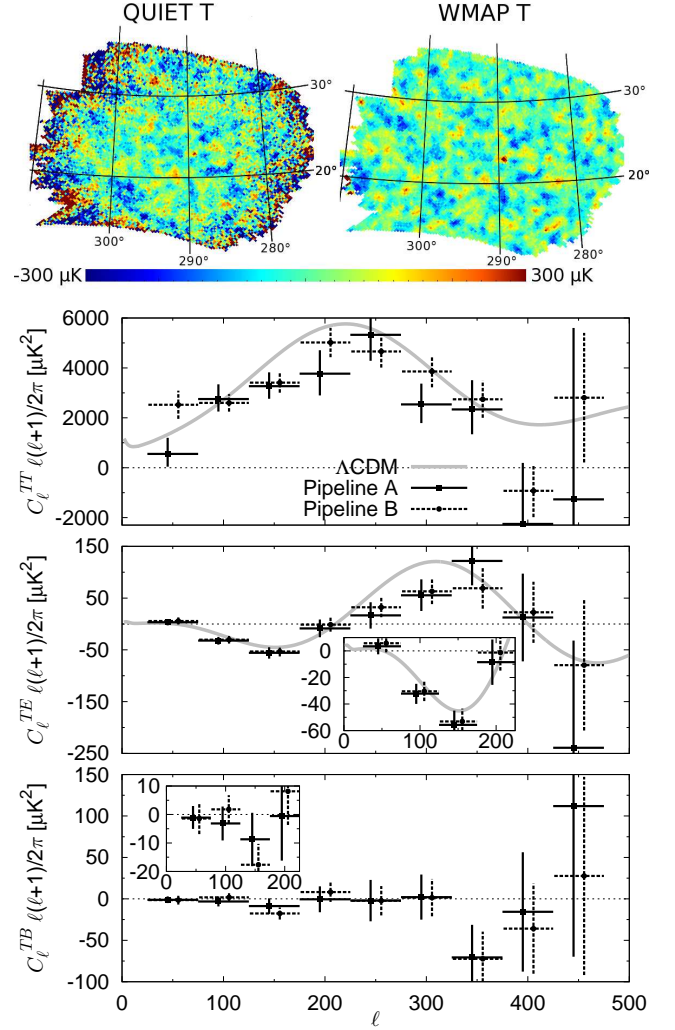 QUIET T WMAP T
30° 30°
20° 20°
300° 290° 280° 300° 290° 280°
-300 μK 300 μK
6000
4000
2000
0
-2000
C_ℓ^TT ℓ(ℓ+1)/2π [μK²]
ΛCDM
Pipeline A
Pipeline B
150
50
-50
-150
-250
C_ℓ^TE ℓ(ℓ+1)/2π [μK²]
0
-20
-40
-60
0 100 200
150
100
50
0
-50
-100
C_ℓ^TB ℓ(ℓ+1)/2π [μK²]
10
0
-10
-20
0 100 200
0 100 200 300 400 500
ℓ